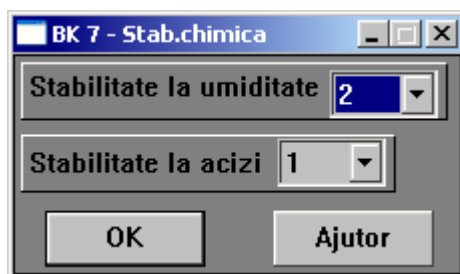 BK 7 - Stab.chimica
Stabilitate la umiditate 2
Stabilitate la acizi 1
OK Ajutor